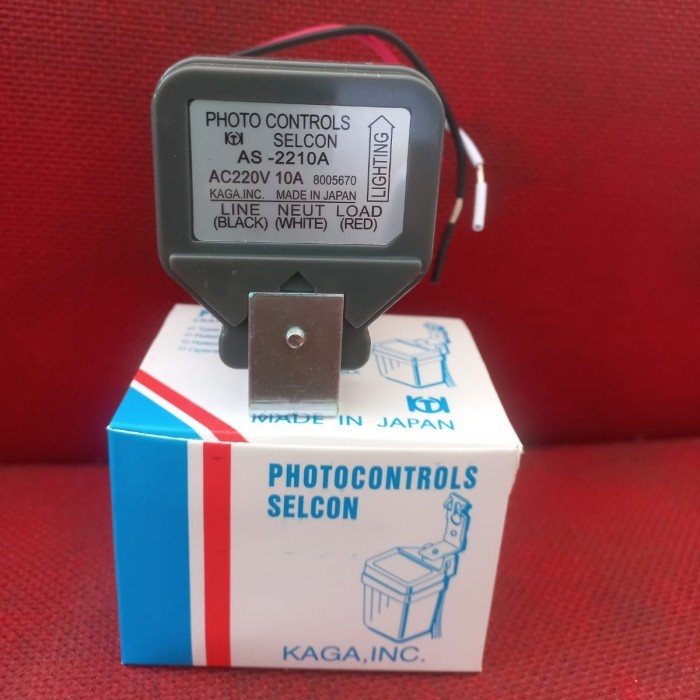 PHOTO CONTROLS
SELCON
AS -2210A
AC220V 10A 8005670
KAGA.INC. MADE IN JAPAN
LINE NEUT LOAD
(BLACK) (WHITE) (RED)
LIGHTING
MADE IN JAPAN
PHOTOCONTROLS
SELCON
KAGA,INC.